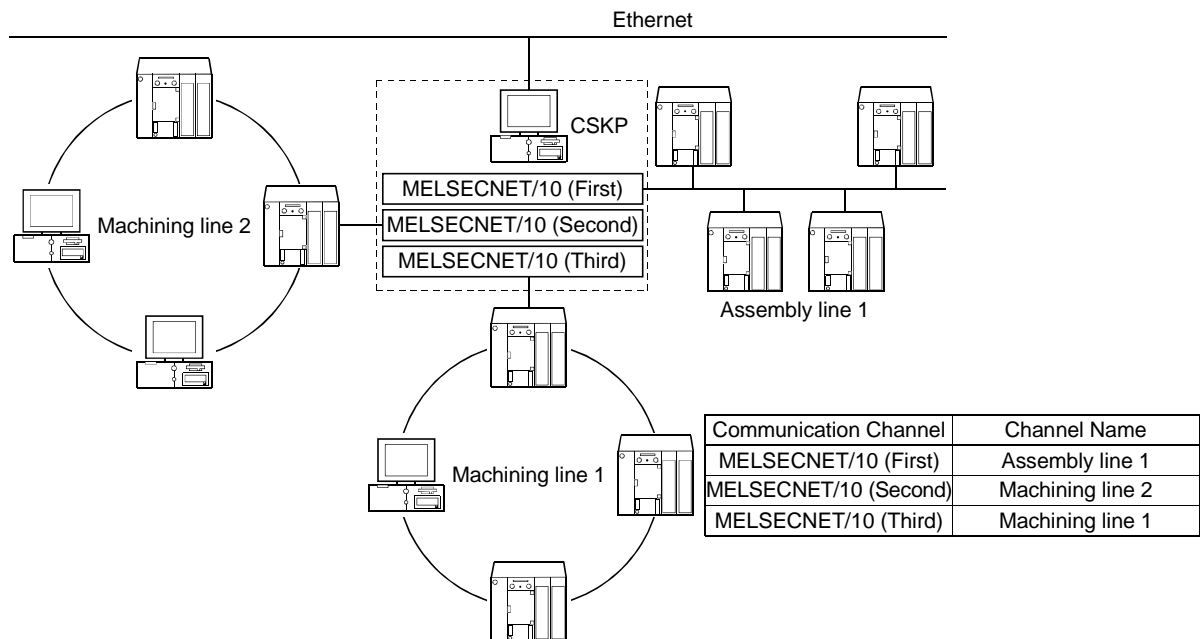 Ethernet
CSKP
MELSECNET/10 (First)
MELSECNET/10 (Second)
MELSECNET/10 (Third)
Machining line 2
Assembly line 1
Machining line 1
Communication Channel Channel Name
MELSECNET/10 (First) Assembly line 1
MELSECNET/10 (Second) Machining line 2
MELSECNET/10 (Third) Machining line 1